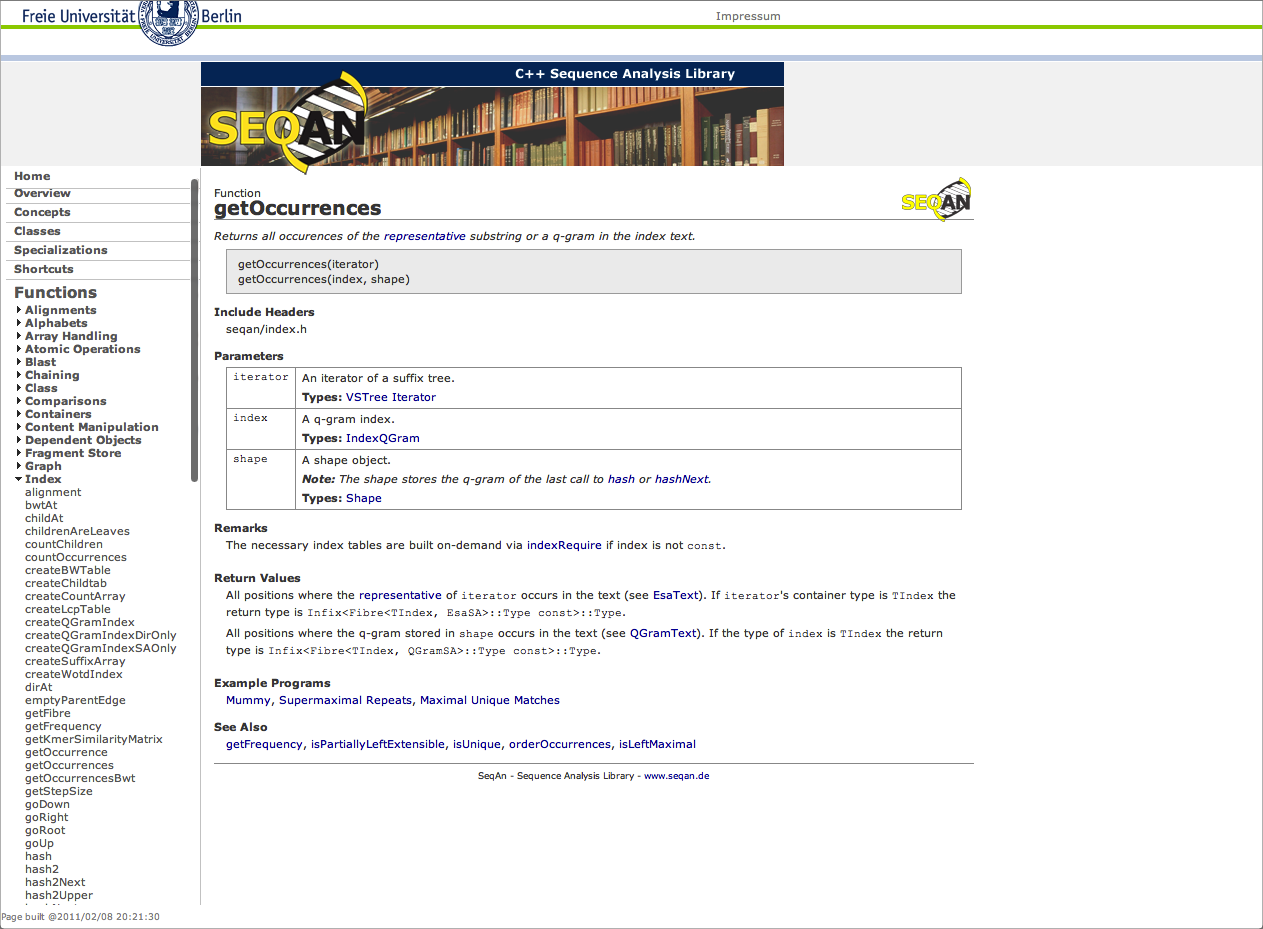 Freie Universität Berlin
Impressum
C++ Sequence Analysis Library
SEQAN
Home
Overview
Concepts
Classes
Specializations
Shortcuts
Functions
Alignments
Alphabets
Array Handling
Atomic Operations
Blast
Chaining
Class
Comparisons
Containers
Content Manipulation
Dependent Objects
Fragment Store
Graph
Index
alignment
bwtAt
childAt
childrenAreLeaves
countChildren
countOccurrences
createBWTable
createChildtab
createCountArray
createLcpTable
createQGramIndex
createQGramIndexDirOnly
createQGramIndexSAOnly
createSuffixArray
createWotdIndex
dirAt
emptyParentEdge
getFibre
getFrequency
getKmerSimilarityMatrix
getOccurrence
getOccurrences
getOccurrencesBwt
getStepSize
goDown
goRight
goRoot
goUp
hash
hash2
hash2Next
hash2Upper
Page built @2011/02/08 20:21:30
Function
getOccurrences
SEQAN
Returns all occurences of the representative substring or a q-gram in the index text.
getOccurrences(iterator)
getOccurrences(index, shape)
Include Headers
seqan/index.h
Parameters
iterator An iterator of a suffix tree.
Types: VSTree Iterator
index A q-gram index.
Types: IndexQGram
shape A shape object.
Note: The shape stores the q-gram of the last call to hash or hashNext.
Types: Shape
Remarks
The necessary index tables are built on-demand via indexRequire if index is not const.
Return Values
All positions where the representative of iterator occurs in the text (see EsaText). If iterator's container type is TIndex the
return type is Infix<Fibre<TIndex, EsaSA>::Type const>::Type.
All positions where the q-gram stored in shape occurs in the text (see QGramText). If the type of index is TIndex the return
type is Infix<Fibre<TIndex, QGramSA>::Type const>::Type.
Example Programs
Mummy, Supermaximal Repeats, Maximal Unique Matches
See Also
getFrequency, isPartiallyLeftExtensible, isUnique, orderOccurrences, isLeftMaximal
SeqAn - Sequence Analysis Library - www.seqan.de